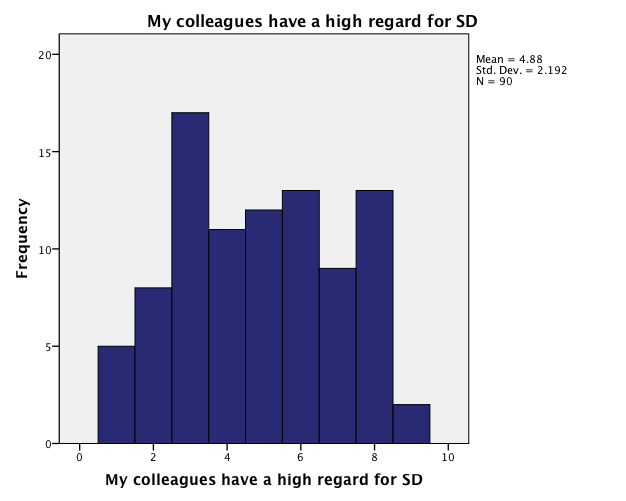 My colleagues have a high regard for SD
Mean = 4.88
Std. Dev. = 2.192
N = 90
20
15
10
5
0
Frequency
0 2 4 6 8 10
My colleagues have a high regard for SD